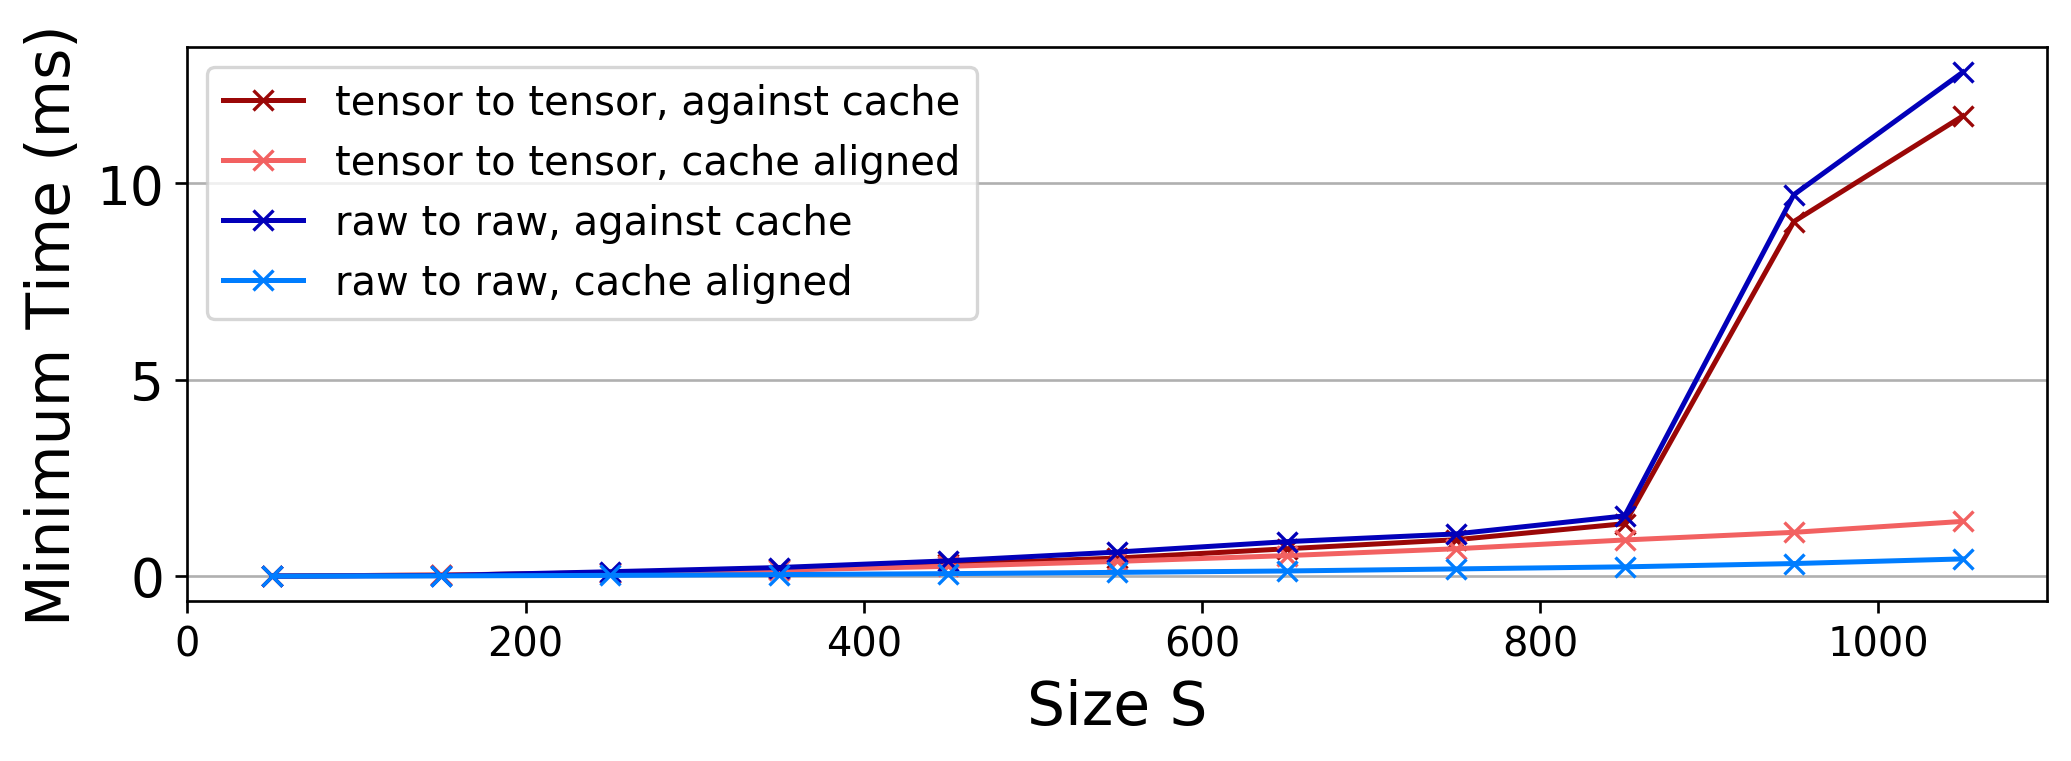 Minimum Time (ms)
10
5
0
tensor to tensor, against cache
tensor to tensor, cache aligned
raw to raw, against cache
raw to raw, cache aligned
0 200 400 600 800 1000
Size S